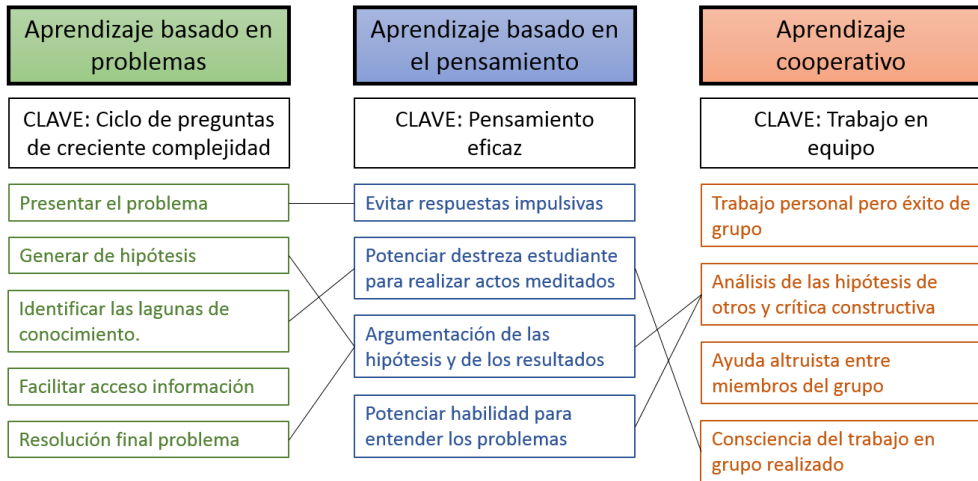 Aprendizaje basado en
problemas
CLAVE: Ciclo de preguntas
de creciente complejidad
Presentar el problema
Generar de hipótesis
Identificar las lagunas de
conocimiento.
Facilitar acceso información
Resolución final problema
Aprendizaje basado en
el pensamiento
CLAVE: Pensamiento
eficaz
Evitar respuestas impulsivas
Potenciar destreza estudiante
para realizar actos meditados
Argumentación de las
hipótesis y de los resultados
Potenciar habilidad para
entender los problemas
Aprendizaje
cooperativo
CLAVE: Trabajo en
equipo
Trabajo personal pero éxito de
grupo
Análisis de las hipótesis de
otros y crítica constructiva
Ayuda altruista entre
miembros del grupo
Consciencia del trabajo en
grupo realizado